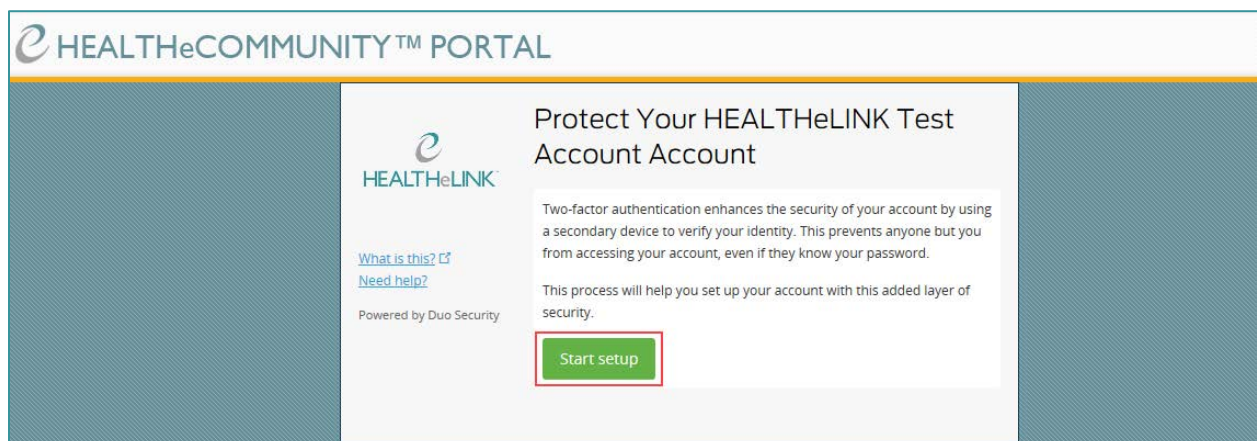 HEALTHeCOMMUNITY™ PORTAL
HEALTHeLINK
What is this?
Need help?
Powered by Duo Security
Protect Your HEALTHeLINK Test
Account Account
Two-factor authentication enhances the security of your account by using
a secondary device to verify your identity. This prevents anyone but you
from accessing your account, even if they know your password.
This process will help you set up your account with this added layer of
security.
Start setup